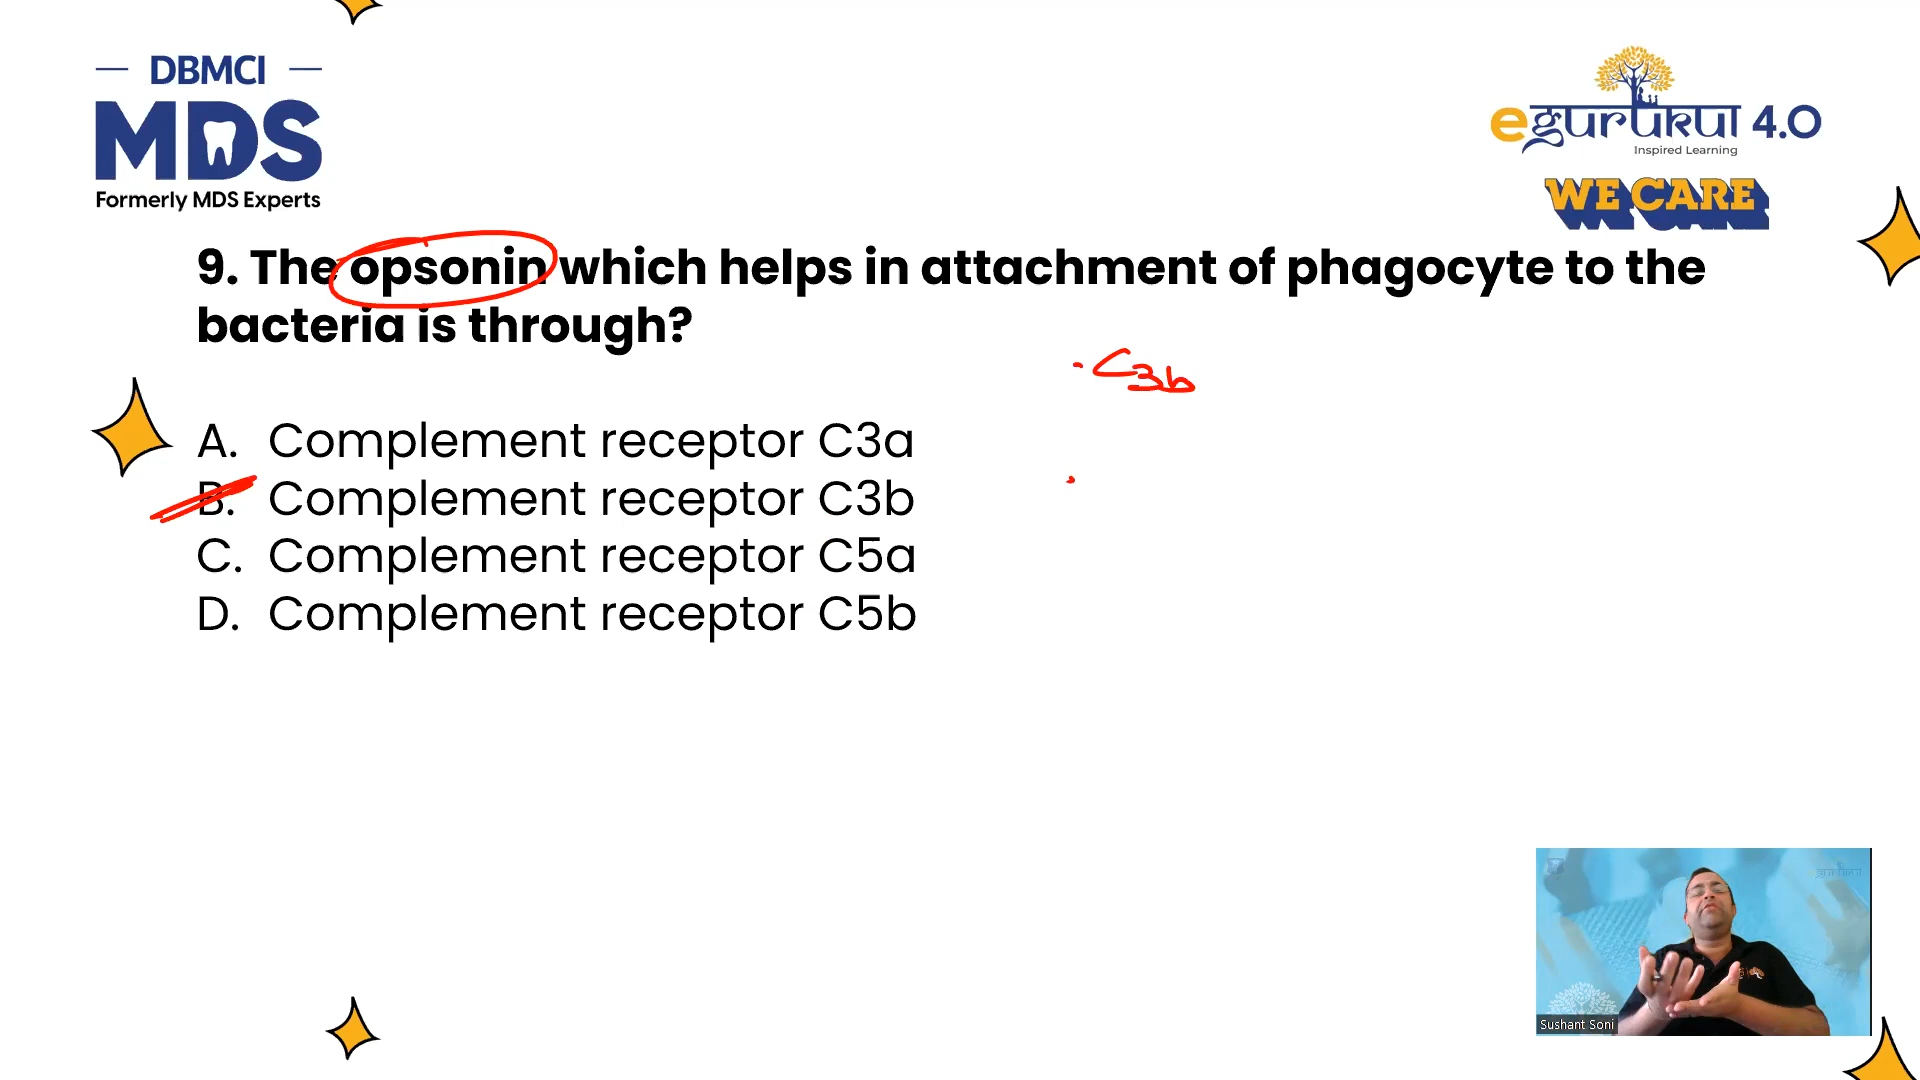 DBMCI
MDS
Formerly MDS Experts
egurukul 4.0
Inspired Learning
WE CARE
9. The opsonin which helps in attachment of phagocyte to the
bacteria is through?
C3b
A. Complement receptor C3a
B. Complement receptor C3b
C. Complement receptor C5a
D. Complement receptor C5b
egurukul
Sushant Soni